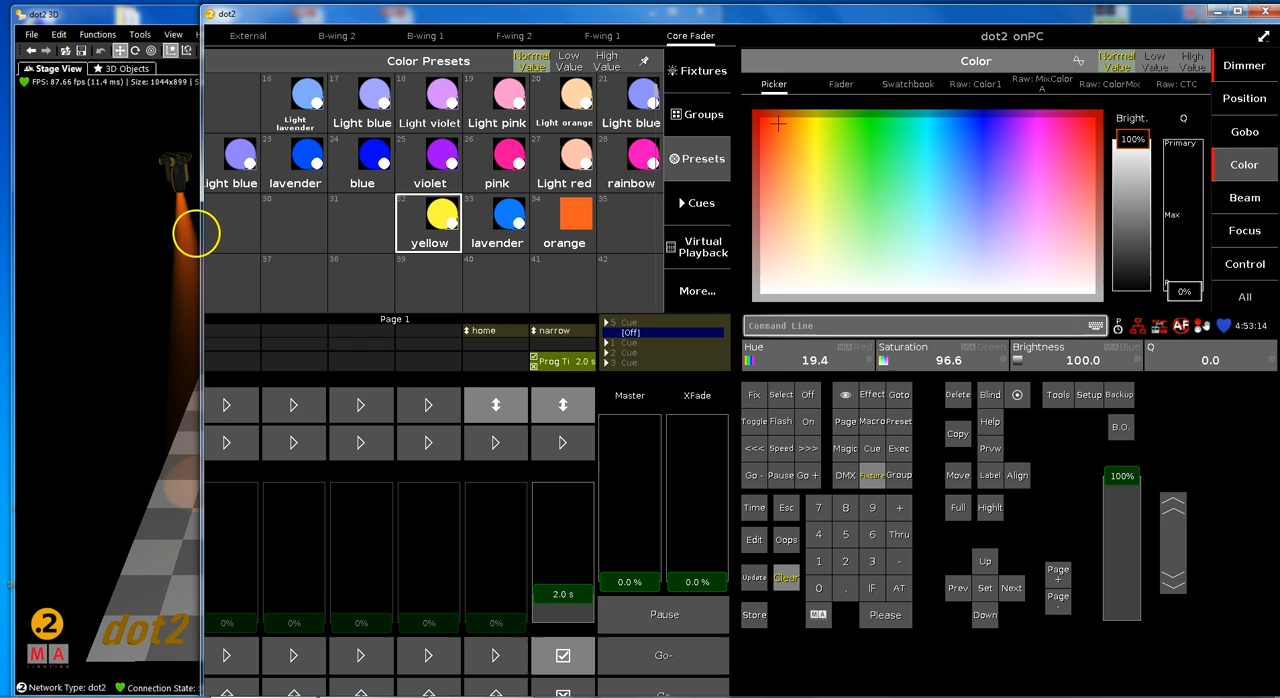 dot2 3D
File Edit Functions Tools View
Stage View 3D Objects
FPS: 87.66 fps (11.4 ms) | Size: 1044x899 |
dot2
MA
Network Type: dot2 Connection State:
dot2
External B-wing 2 B-wing 1 F-wing 2 F-wing 1 Core Fader
Color Presets
Normal Value Low Value High Value
16 Light lavender
17 Light blue
18 Light violet
19 Light pink
20 Light orange
21 Light blue
ight blue
23 lavender
24 blue
25 violet
26 pink
27 Light red
28 rainbow
30
31
32 yellow
33 lavender
34 orange
35
37
38
39
40
41
42
Fixtures
Groups
Presets
Cues
Virtual Playback
More...
Page 1
home narrow
Prog Ti 2.0 s
5 Cue
[Off]
1 Cue
2 Cue
3 Cue
Master XFade
0% 0% 0% 0% 0% 2.0 s
0.0 % 0.0 %
Pause
Go-
dot2 onPC
Color
Normal Value Low Value High Value
Picker Fader Swatchbook Raw: Color1 Raw: MixColor A Raw: ColorMix Raw: CTC
Bright. Q
100%
Primary
Max
0%
Dimmer
Position
Gobo
Color
Beam
Focus
Control
All
Command Line
AF 4:53:14
Hue Red 19.4
Saturation Green 96.6
Brightness Blue 100.0
Q 0.0
Fix Select Off Effect Goto Delete Blind Tools Setup Backup
Toggle Flash On Page Macro Preset Copy Help B.O.
<<< Speed >>> Magic Cue Exec Prvw
Go - Pause Go + DMX Fixture Group Move Label Align 100%
Time Esc 7 8 9 + Full Highlt
Edit Oops 4 5 6 Thru
Update Clear 1 2 3 - Up Page +
0 . IF AT Prev Set Next Page -
Store MA Please Down